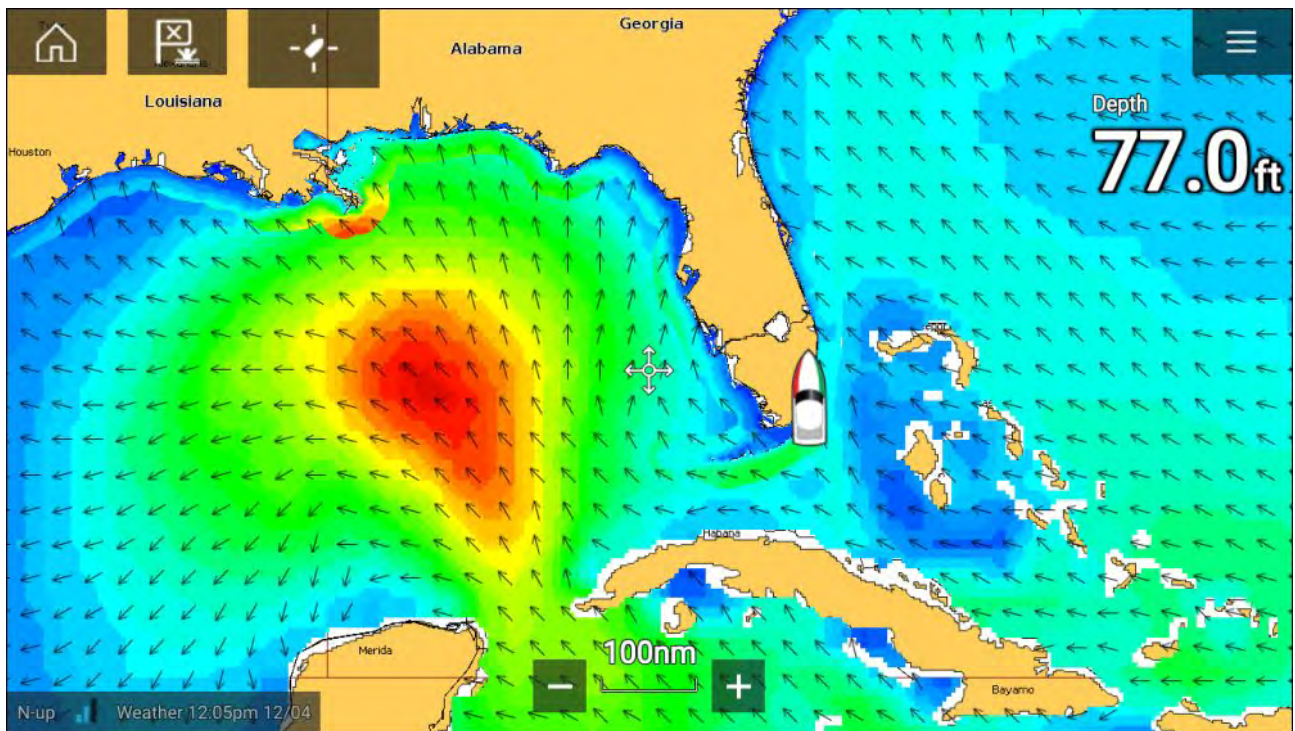 Georgia
Alabama
Louisiana
Houston
Depth
77.0ft
Habana
100nm
Merida
Bayamo
N-up
Weather 12.05pm 12/04